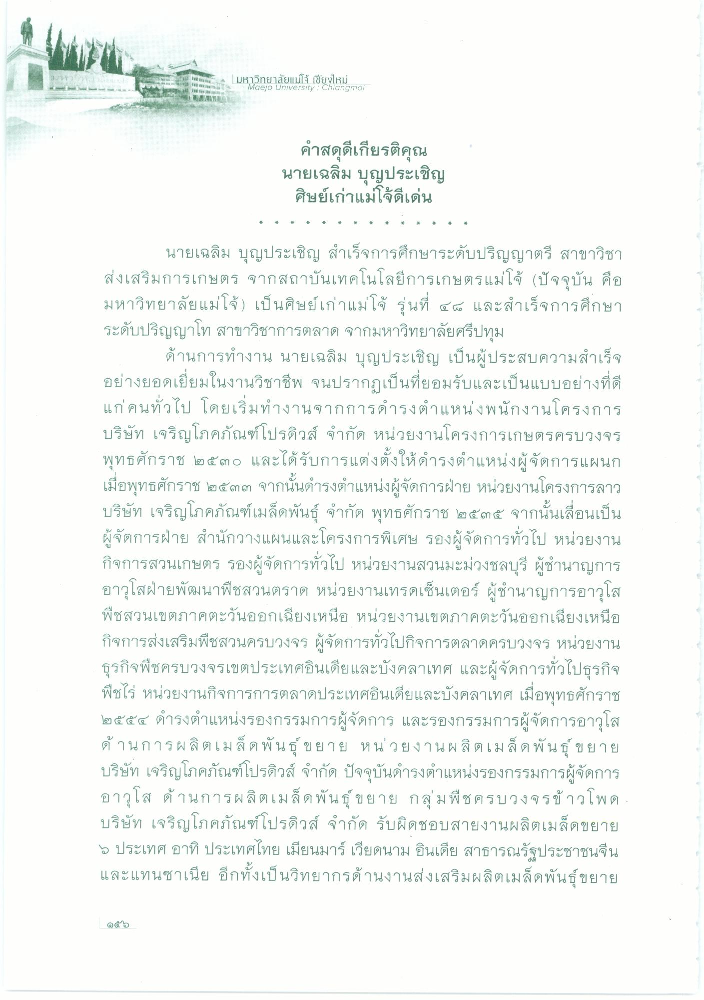 มหาวิทยาลัยแม่โจ้ เชียงใหม่
Maejo University : Chiangmai
คำสดุดีเกียรติคุณ
นายเฉลิม บุญประเชิญ
ศิษย์เก่าแม่โจ้ดีเด่น
* * * * * * * * * * * * * *
นายเฉลิม บุญประเชิญ สำเร็จการศึกษาระดับปริญญาตรี สาขาวิชา
ส่งเสริมการเกษตร จากสถาบันเทคโนโลยีการเกษตรแม่โจ้ (ปัจจุบัน คือ
มหาวิทยาลัยแม่โจ้) เป็นศิษย์เก่าแม่โจ้ รุ่นที่ ๔๘ และสำเร็จการศึกษา
ระดับปริญญาโท สาขาวิชาการตลาด จากมหาวิทยาลัยศรีปทุม
ด้านการทำงาน นายเฉลิม บุญประเชิญ เป็นผู้ประสบความสำเร็จ
อย่างยอดเยี่ยมในงานวิชาชีพ จนปรากฏเป็นที่ยอมรับและเป็นแบบอย่างที่ดี
แก่คนทั่วไป โดยเริ่มทำงานจากการดำรงตำแหน่งพนักงานโครงการ
บริษัท เจริญโภคภัณฑ์โปรดิวส์ จำกัด หน่วยงานโครงการเกษตรครบวงจร
พุทธศักราช ๒๕๓๐ และได้รับการแต่งตั้งให้ดำรงตำแหน่งผู้จัดการแผนก
เมื่อพุทธศักราช ๒๕๓๓ จากนั้นดำรงตำแหน่งผู้จัดการฝ่าย หน่วยงานโครงการลาว
บริษัท เจริญโภคภัณฑ์เมล็ดพันธุ์ จำกัด พุทธศักราช ๒๕๓๕ จากนั้นเลื่อนเป็น
ผู้จัดการฝ่าย สำนักวางแผนและโครงการพิเศษ รองผู้จัดการทั่วไป หน่วยงาน
กิจการสวนเกษตร รองผู้จัดการทั่วไป หน่วยงานสวนมะม่วงชลบุรี ผู้ชำนาญการ
อาวุโสฝ่ายพัฒนาพืชสวนตราด หน่วยงานเทรดเซ็นเตอร์ ผู้ชำนาญการอาวุโส
พืชสวนเขตภาคตะวันออกเฉียงเหนือ หน่วยงานเขตภาคตะวันออกเฉียงเหนือ
กิจการส่งเสริมพืชสวนครบวงจร ผู้จัดการทั่วไปกิจการตลาดครบวงจร หน่วยงาน
ธุรกิจพืชครบวงจรเขตประเทศอินเดียและบังคลาเทศ และผู้จัดการทั่วไปธุรกิจ
พืชไร่ หน่วยงานกิจการการตลาดประเทศอินเดียและบังคลาเทศ เมื่อพุทธศักราช
๒๕๕๔ ดำรงตำแหน่งรองกรรมการผู้จัดการ และรองกรรมการผู้จัดการอาวุโส
ด้านการผลิตเมล็ดพันธุ์ขยาย หน่วยงานผลิตเมล็ดพันธุ์ขยาย
บริษัท เจริญโภคภัณฑ์โปรดิวส์ จำกัด ปัจจุบันดำรงตำแหน่งรองกรรมการผู้จัดการ
อาวุโส ด้านการผลิตเมล็ดพันธุ์ขยาย กลุ่มพืชครบวงจรข้าวโพด
บริษัท เจริญโภคภัณฑ์โปรดิวส์ จำกัด รับผิดชอบสายงานผลิตเมล็ดขยาย
๖ ประเทศ อาทิ ประเทศไทย เมียนมาร์ เวียดนาม อินเดีย สาธารณรัฐประชาชนจีน
และแทนซาเนีย อีกทั้งเป็นวิทยากรด้านงานส่งเสริมผลิตเมล็ดพันธุ์ขยาย
๑๕๖